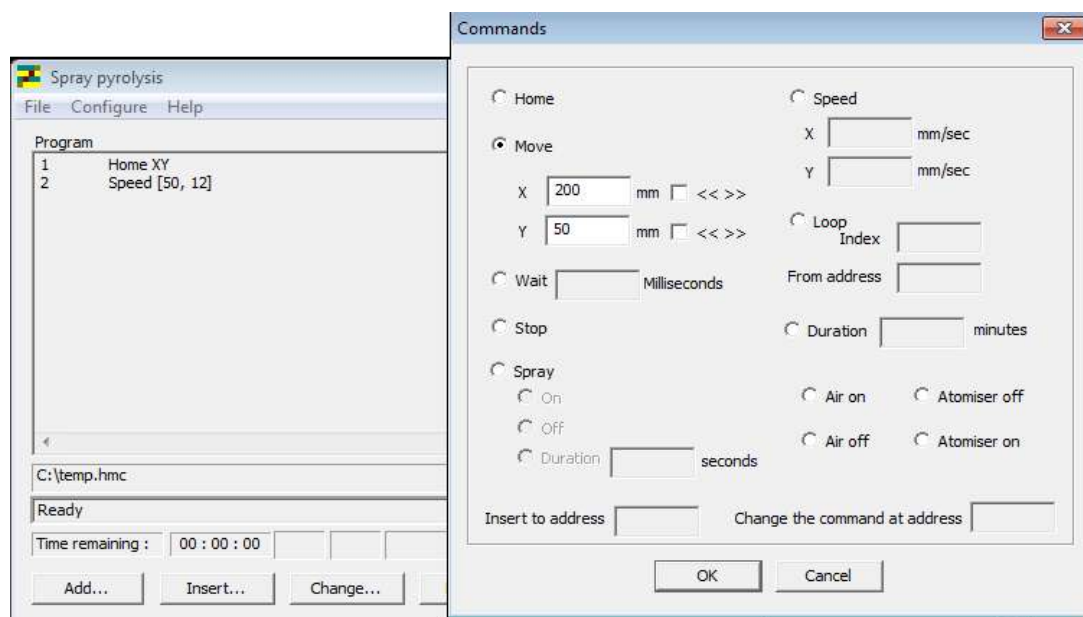 Spray pyrolysis
File Configure Help
Program
1 Home XY
2 Speed [50, 12]
C:\temp.hmc
Ready
Time remaining : 00 : 00 : 00
Add... Insert... Change...
Commands
Home
Move
X 200 mm << >>
Y 50 mm << >>
Wait Milliseconds
Stop
Spray
On
Off
Duration seconds
Speed
X mm/sec
Y mm/sec
Loop
Index
From address
Duration minutes
Air on Atomiser off
Air off Atomiser on
Insert to address Change the command at address
OK Cancel